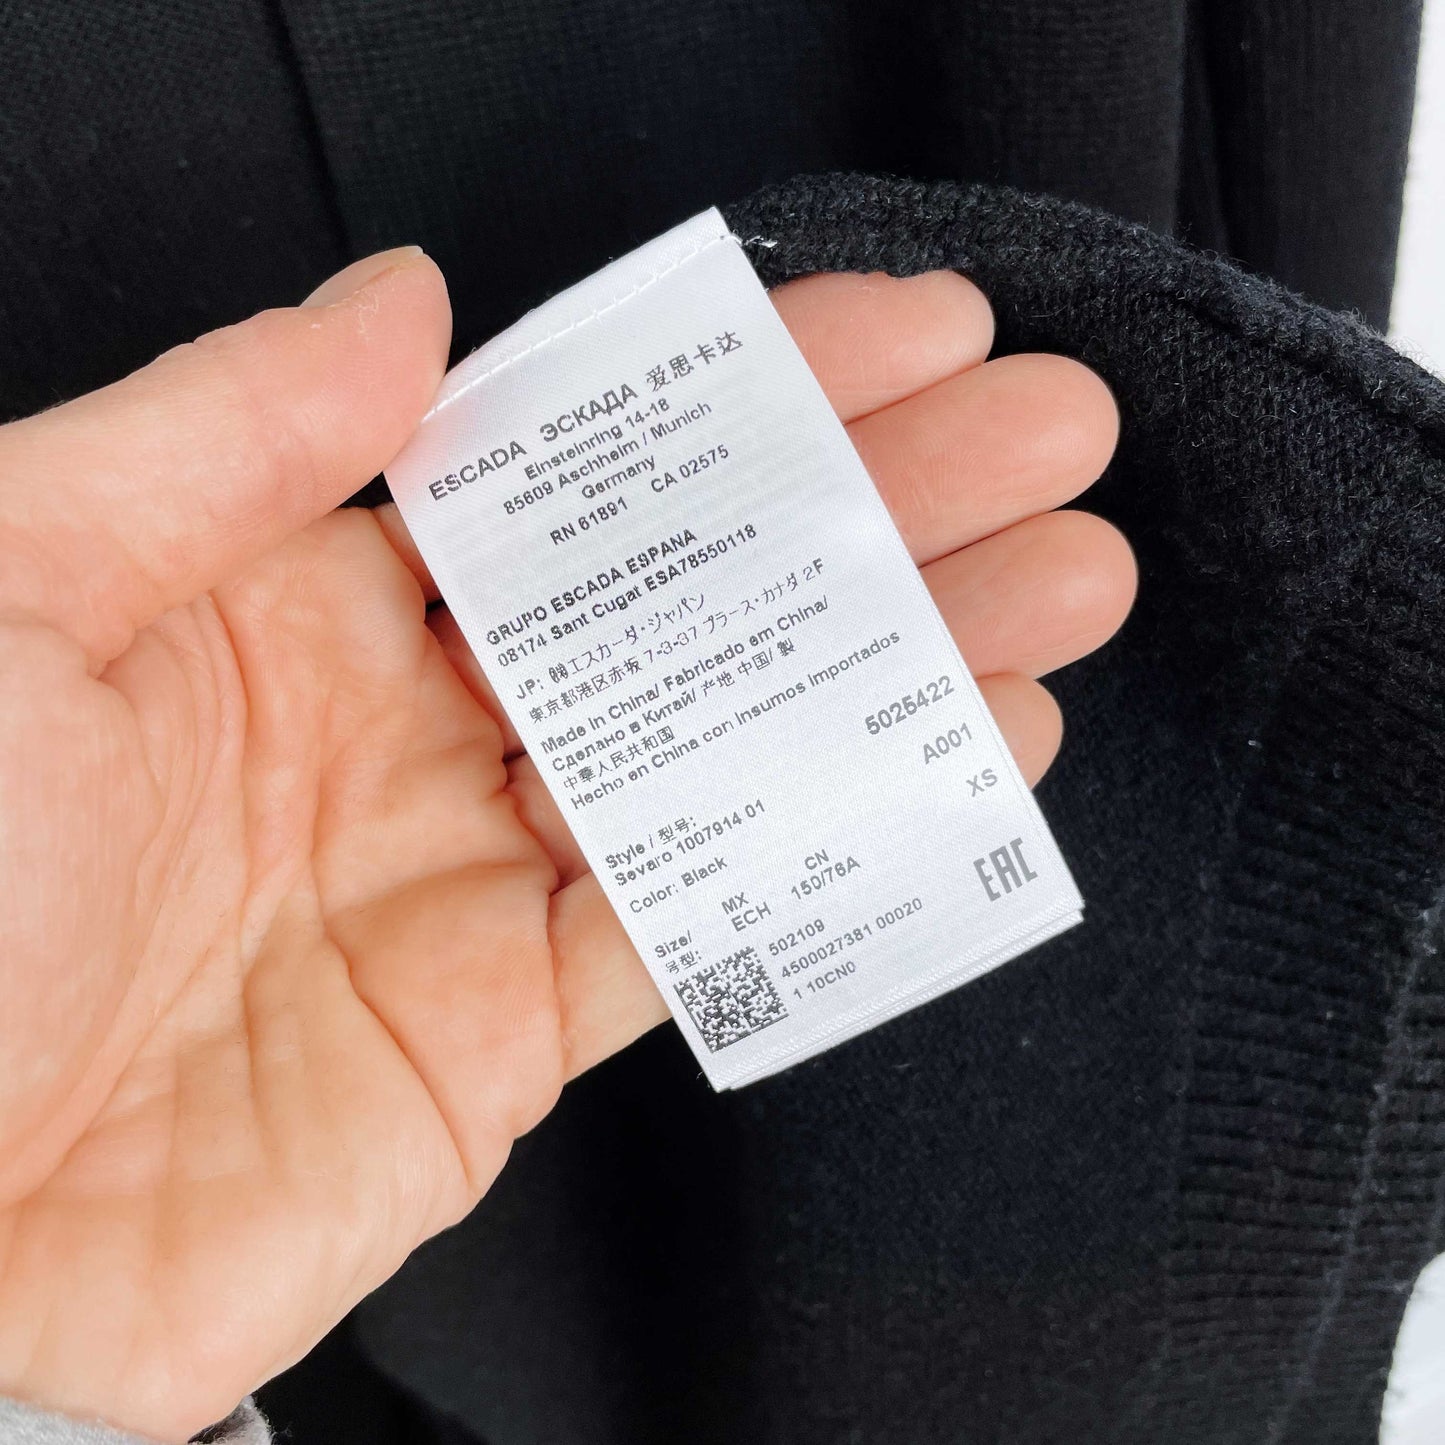 ESCADA ЭСКАДА 爱思卡达
Einsteinring 14-18
85609 Aschheim / Munich
Germany
RN 61891 CA 02575
GRUPO ESCADA ESPANA
08174 Sant Cugat ESA78550118
JP: ㈱エスカーダ・ジャパン
東京都港区赤坂 7-3-37 プラース・カナダ 2F
Made in China/ Fabricado em China/
Сделано в Китай/ 产地 中国/ 製
中華人民共和国
Hecho en China con insumos importados
5025422
A001
XS
Style / 型号:
Sevaro 1007914 01
Color: Black
MX CN
Size/ ECH 150/76A
号型:
EAC
502109
4500027381 00020
1 10CN0